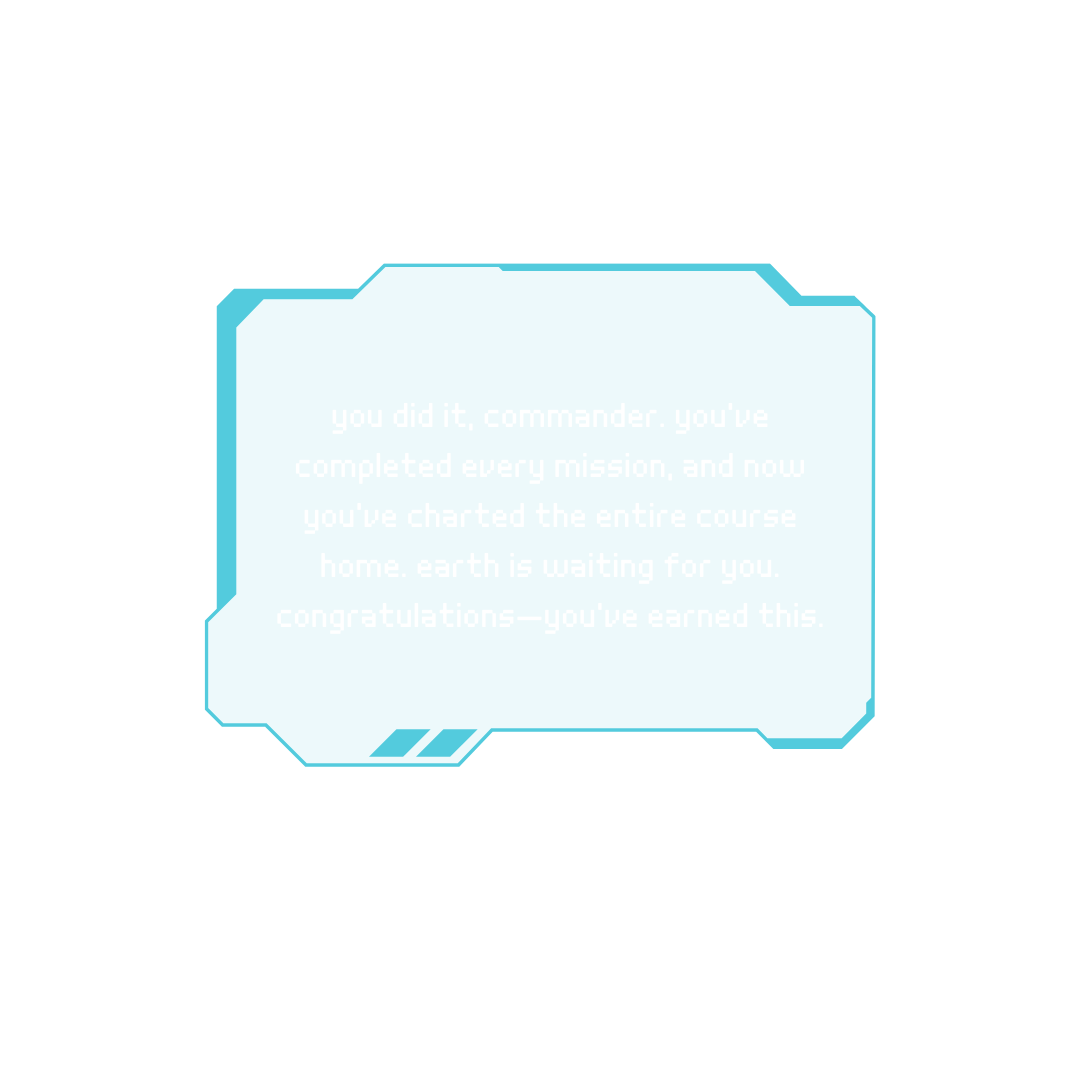 you did it, commander. you've
completed every mission, and now
you've charted the entire course
home. earth is waiting for you.
congratulations—you've earned this.